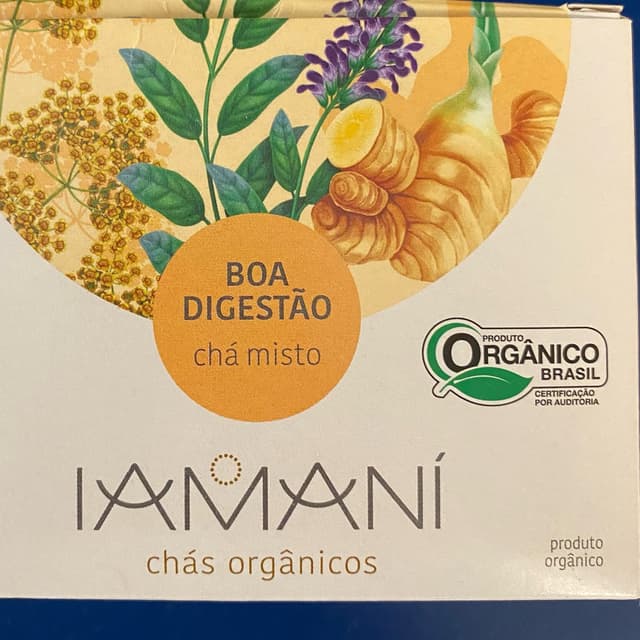 BOA
DIGESTÃO
chá misto
PRODUTO
ORGÂNICO
BRASIL
CERTIFICAÇÃO
POR AUDITORIA
IAMANÍ
chás orgânicos
produto
orgânico